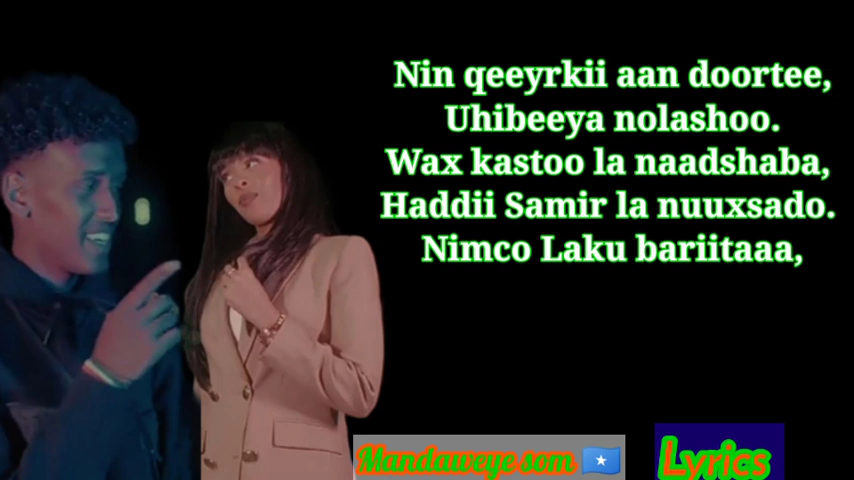 Nin qeeyrkii aan doortee,
Uhibeeya nolashoo.
Wax kastoo la naadshaba,
Haddii Samir la nuuxsado.
Nimco Laku bariitaaa,
Mandaweye som 🇸🇴
Lyrics